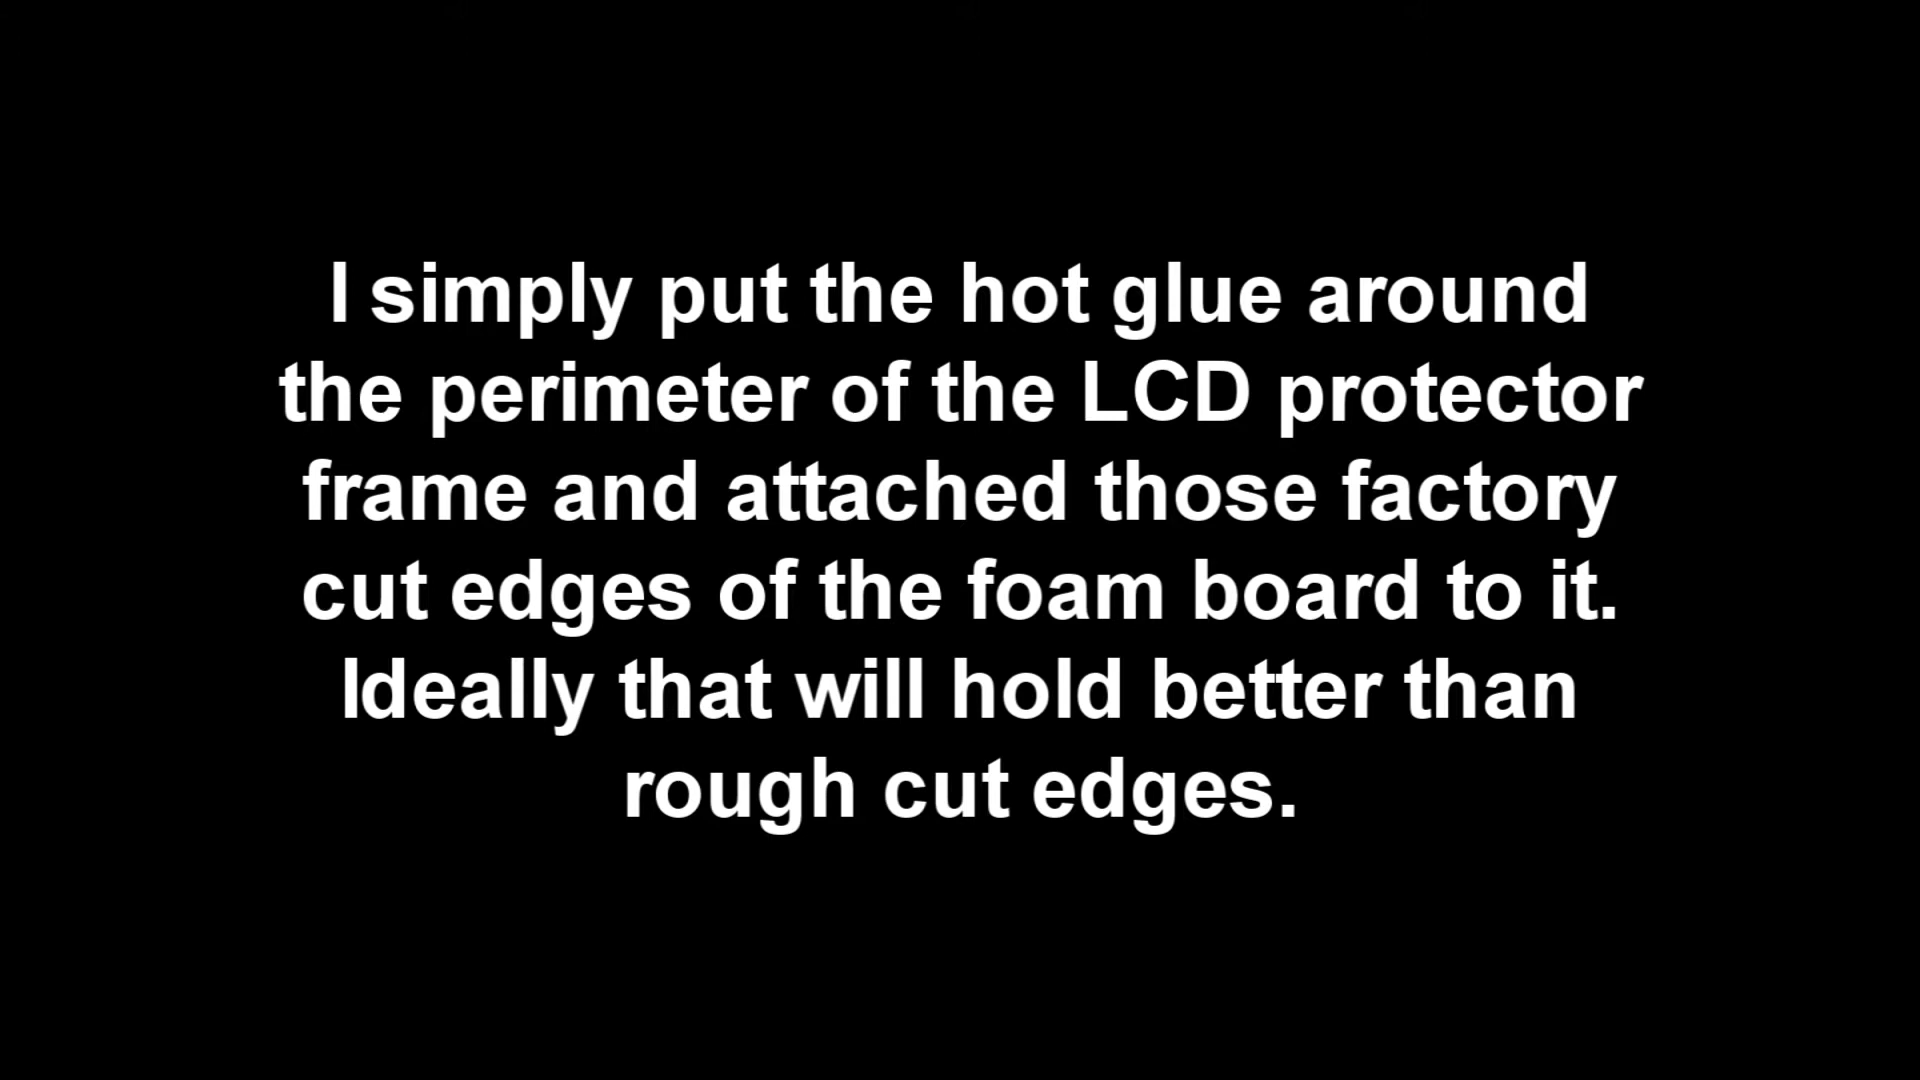 I simply put the hot glue around
the perimeter of the LCD protector
frame and attached those factory
cut edges of the foam board to it.
Ideally that will hold better than
rough cut edges.